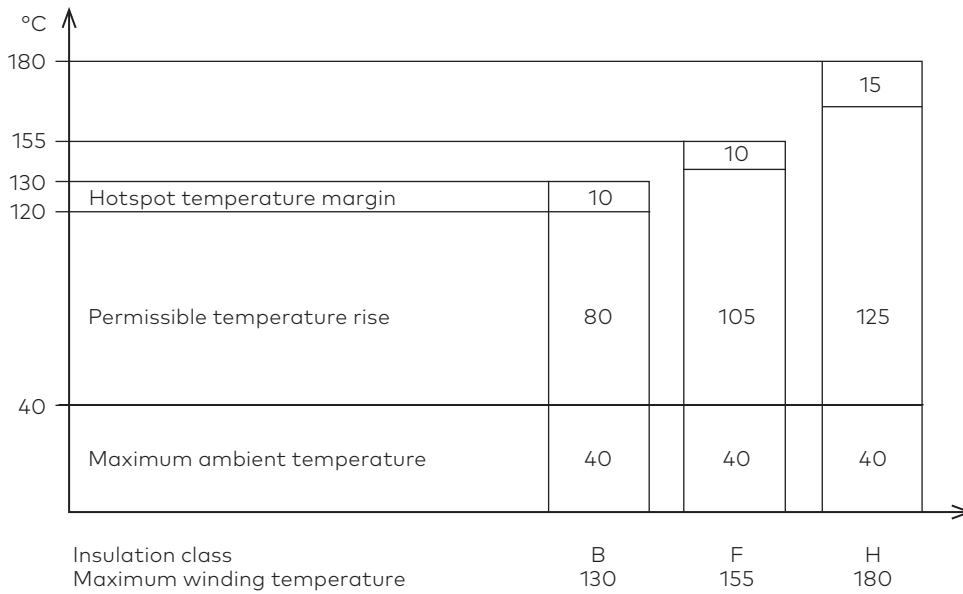 °C
180
15
155
10
130
Hotspot temperature margin 10
120
Permissible temperature rise 80 105 125
40
Maximum ambient temperature 40 40 40
Insulation class B F H
Maximum winding temperature 130 155 180